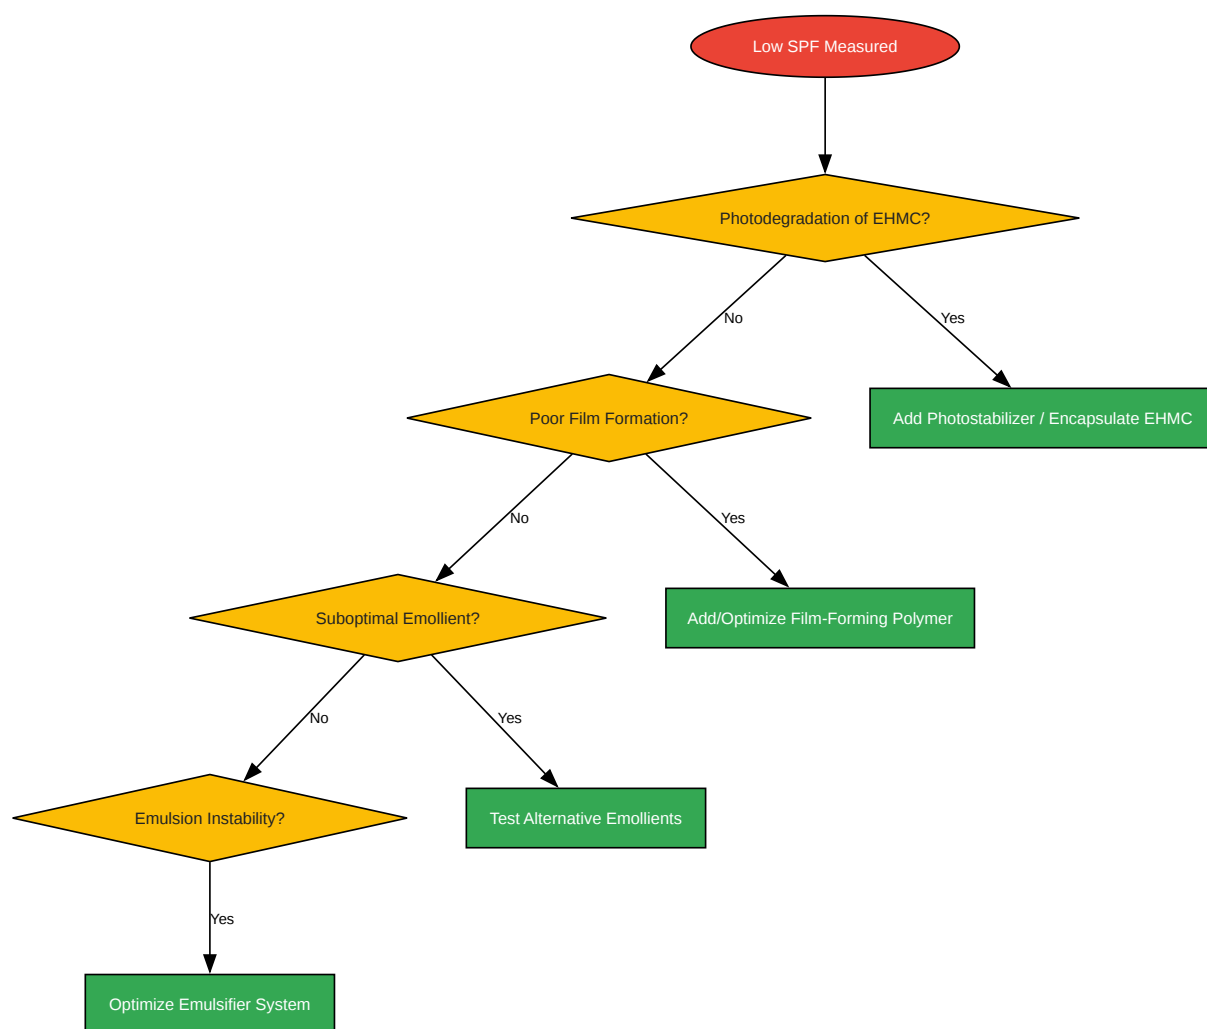 Low SPF Measured
Photodegradation of EHMC?
No
Yes
Poor Film Formation?
Add Photostabilizer / Encapsulate EHMC
No
Yes
Suboptimal Emollient?
Add/Optimize Film-Forming Polymer
No
Yes
Emulsion Instability?
Test Alternative Emollients
Yes
Optimize Emulsifier System